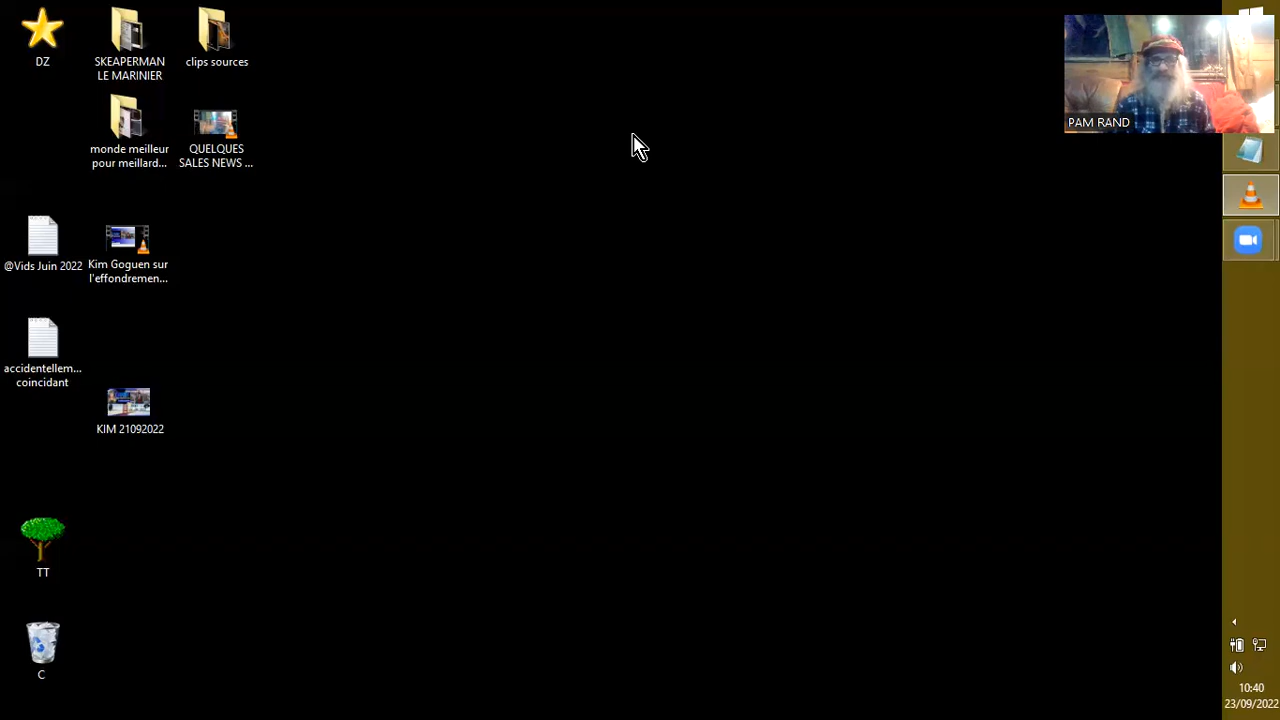 DZ
SKEAPERMAN
LE MARINIER
clips sources
PAM RAND
monde meilleur
pour meillard...
QUELQUES
SALES NEWS ...
@Vids Juin 2022
Kim Goguen sur
l'effondremen...
accidentellem...
coincidant
KIM 21092022
TT
C
10:40
23/09/2022